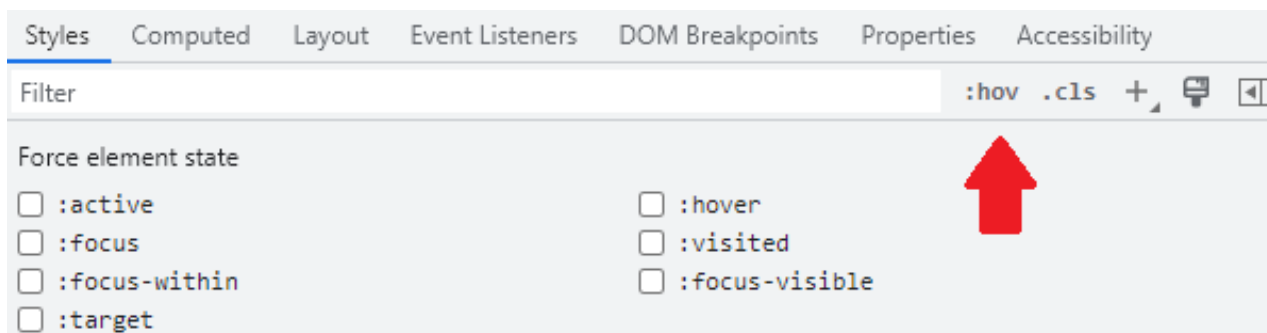 Styles Computed Layout Event Listeners DOM Breakpoints Properties Accessibility
Filter :hov .cls +
Force element state
:active :hover
:focus :visited
:focus-within :focus-visible
:target